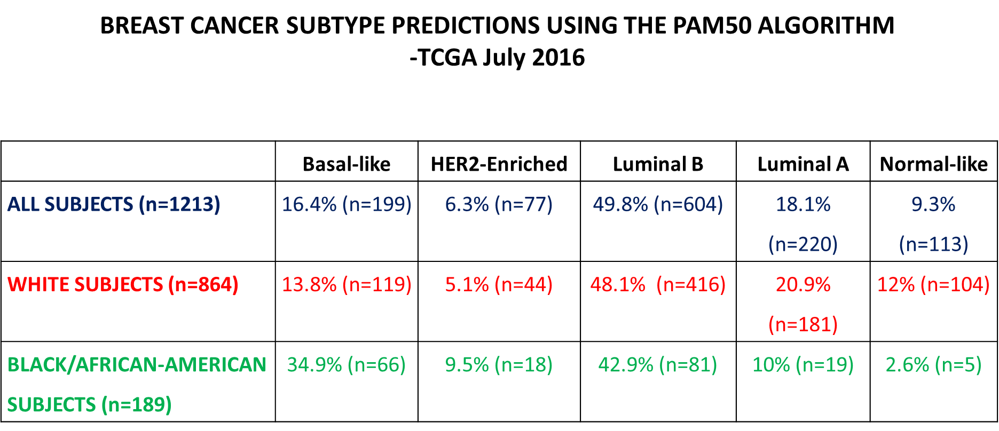 BREAST CANCER SUBTYPE PREDICTIONS USING THE PAM50 ALGORITHM
-TCGA July 2016
Basal-like HER2-Enriched Luminal B Luminal A Normal-like
ALL SUBJECTS (n=1213) 16.4% (n=199) 6.3% (n=77) 49.8% (n=604) 18.1% 9.3%
(n=220) (n=113)
WHITE SUBJECTS (n=864) 13.8% (n=119) 5.1% (n=44) 48.1% (n=416) 20.9% 12% (n=104)
(n=181)
BLACK/AFRICAN-AMERICAN 34.9% (n=66) 9.5% (n=18) 42.9% (n=81) 10% (n=19) 2.6% (n=5)
SUBJECTS (n=189)